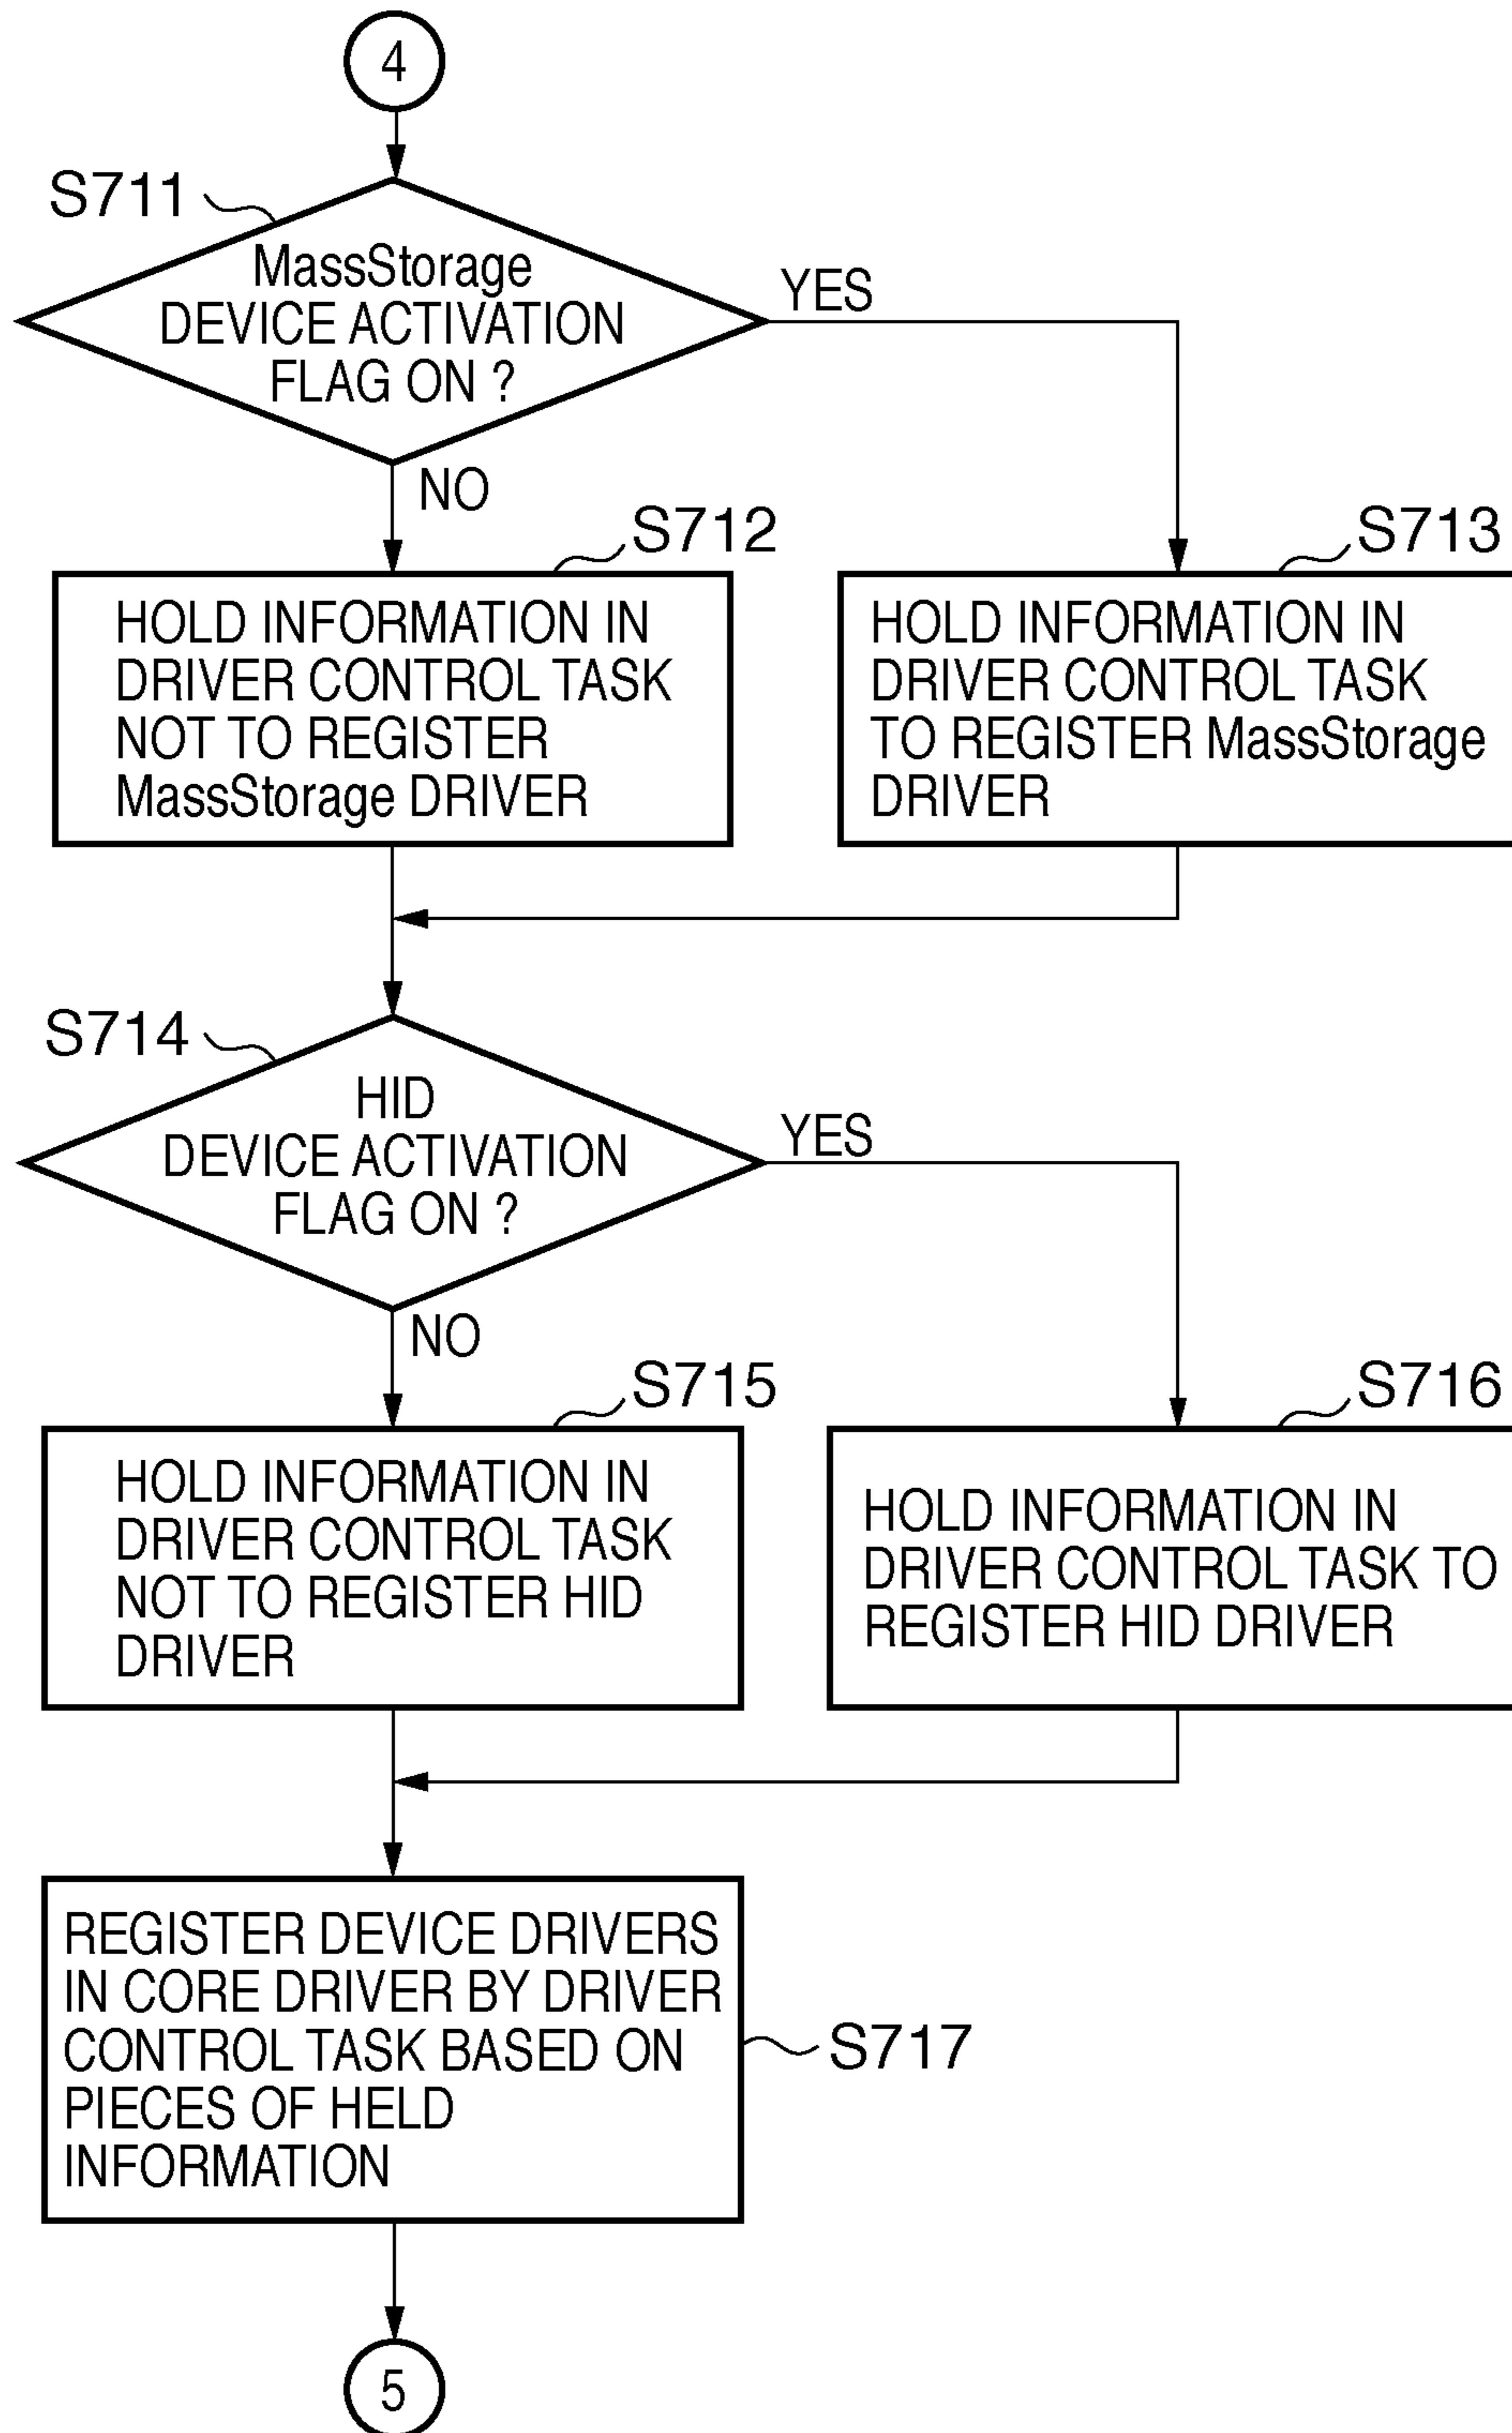 4
S711
MassStorage
DEVICE ACTIVATION
FLAG ON ?
YES
NO
S712
HOLD INFORMATION IN
DRIVER CONTROL TASK
NOT TO REGISTER
MassStorage DRIVER
S713
HOLD INFORMATION IN
DRIVER CONTROL TASK
TO REGISTER MassStorage
DRIVER
S714
HID
DEVICE ACTIVATION
FLAG ON ?
YES
NO
S715
HOLD INFORMATION IN
DRIVER CONTROL TASK
NOT TO REGISTER HID
DRIVER
S716
HOLD INFORMATION IN
DRIVER CONTROL TASK TO
REGISTER HID DRIVER
REGISTER DEVICE DRIVERS
IN CORE DRIVER BY DRIVER
CONTROL TASK BASED ON
PIECES OF HELD
INFORMATION
S717
5